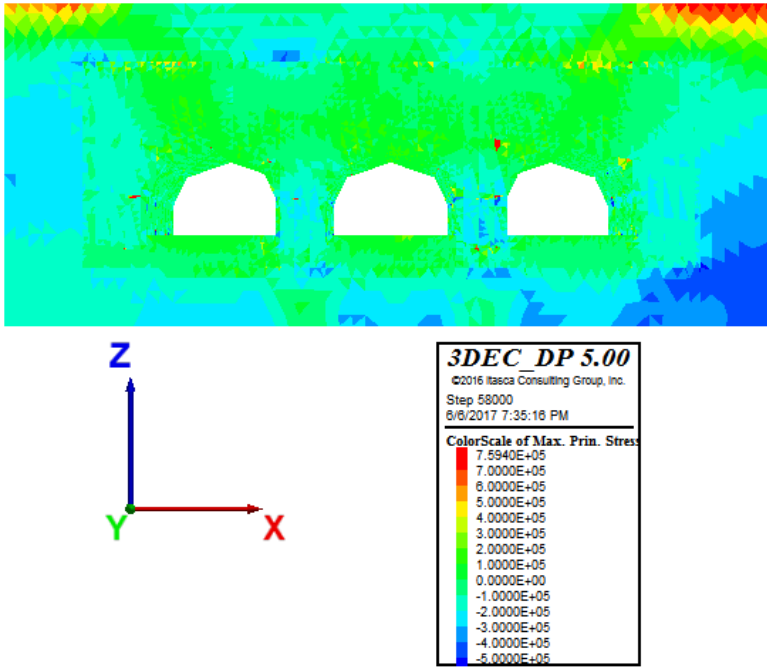 Z
Y
X
3DEC_DP 5.00
©2016 Itasca Consulting Group, Inc.
Step 58000
6/6/2017 7:35:16 PM
ColorScale of Max. Prin. Stress
7.5940E+05
7.0000E+05
6.0000E+05
5.0000E+05
4.0000E+05
3.0000E+05
2.0000E+05
1.0000E+05
0.0000E+00
-1.0000E+05
-2.0000E+05
-3.0000E+05
-4.0000E+05
-5.0000E+05